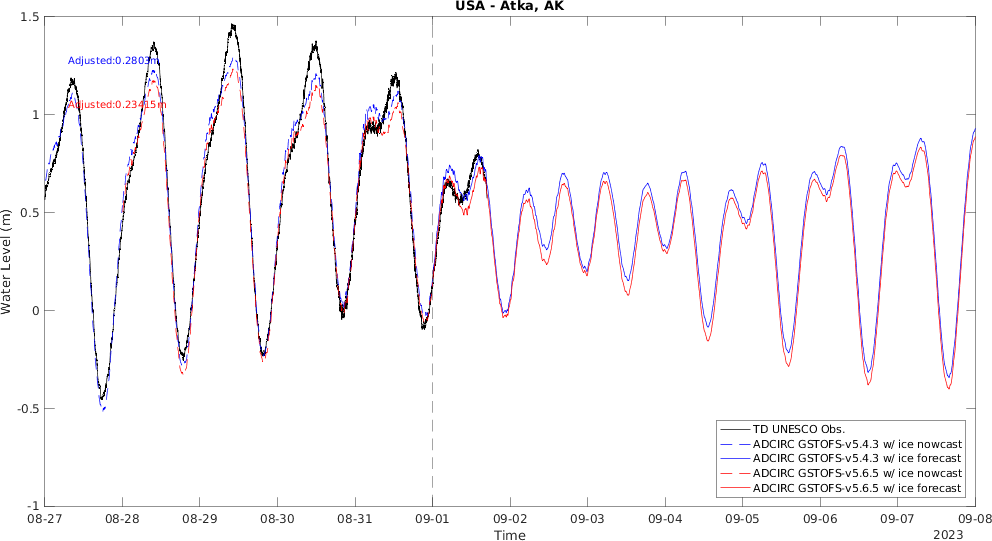 USA - Atka, AK
1.5
1
0.5
0
-0.5
-1
Water Level (m)
Adjusted:0.2803m
Adjusted:0.23415m
TD UNESCO Obs.
ADCIRC GSTOFS-v5.4.3 w/ ice nowcast
ADCIRC GSTOFS-v5.4.3 w/ ice forecast
ADCIRC GSTOFS-v5.6.5 w/ ice nowcast
ADCIRC GSTOFS-v5.6.5 w/ ice forecast
08-27 08-28 08-29 08-30 08-31 09-01 09-02 09-03 09-04 09-05 09-06 09-07 09-08
Time
2023